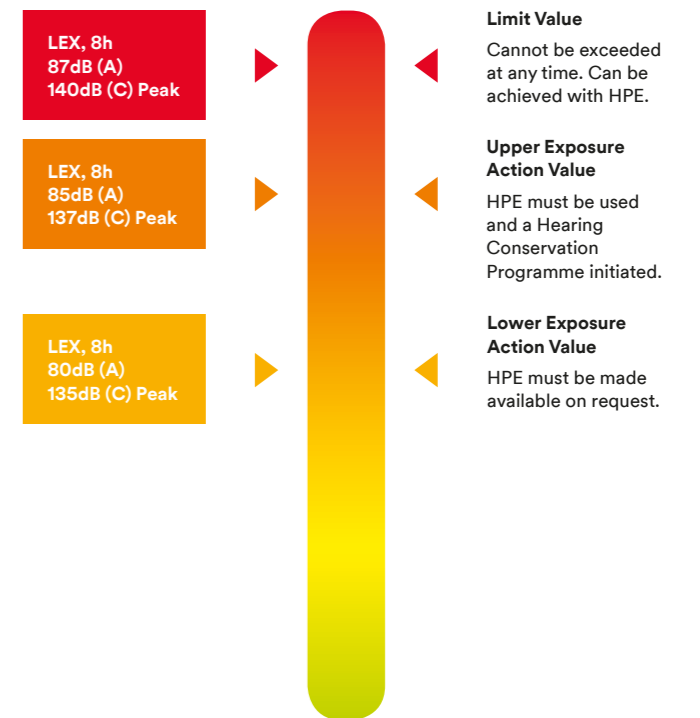 LEX, 8h
87dB (A)
140dB (C) Peak
Limit Value
Cannot be exceeded
at any time. Can be
achieved with HPE.
LEX, 8h
85dB (A)
137dB (C) Peak
Upper Exposure
Action Value
HPE must be used
and a Hearing
Conservation
Programme initiated.
LEX, 8h
80dB (A)
135dB (C) Peak
Lower Exposure
Action Value
HPE must be made
available on request.